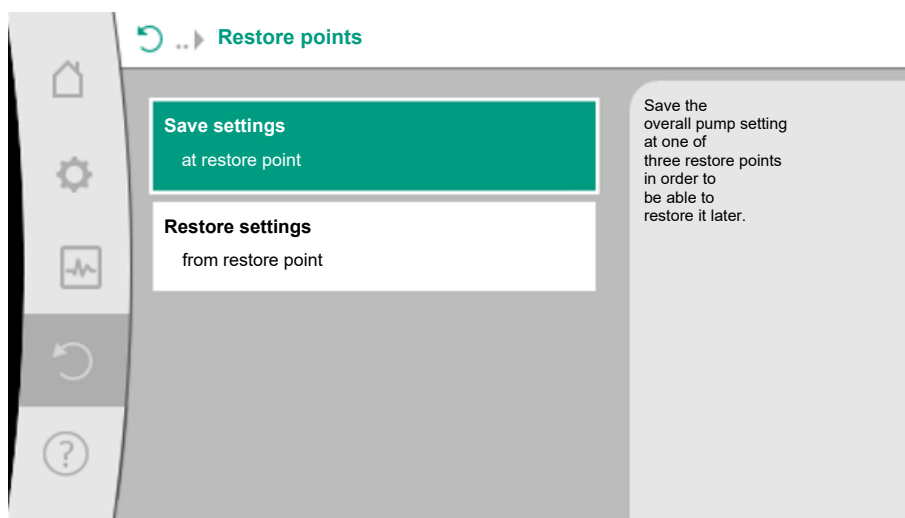 .. Restore points
Save settings
at restore point
Restore settings
from restore point
Save the
overall pump setting
at one of
three restore points
in order to
be able to
restore it later.
?